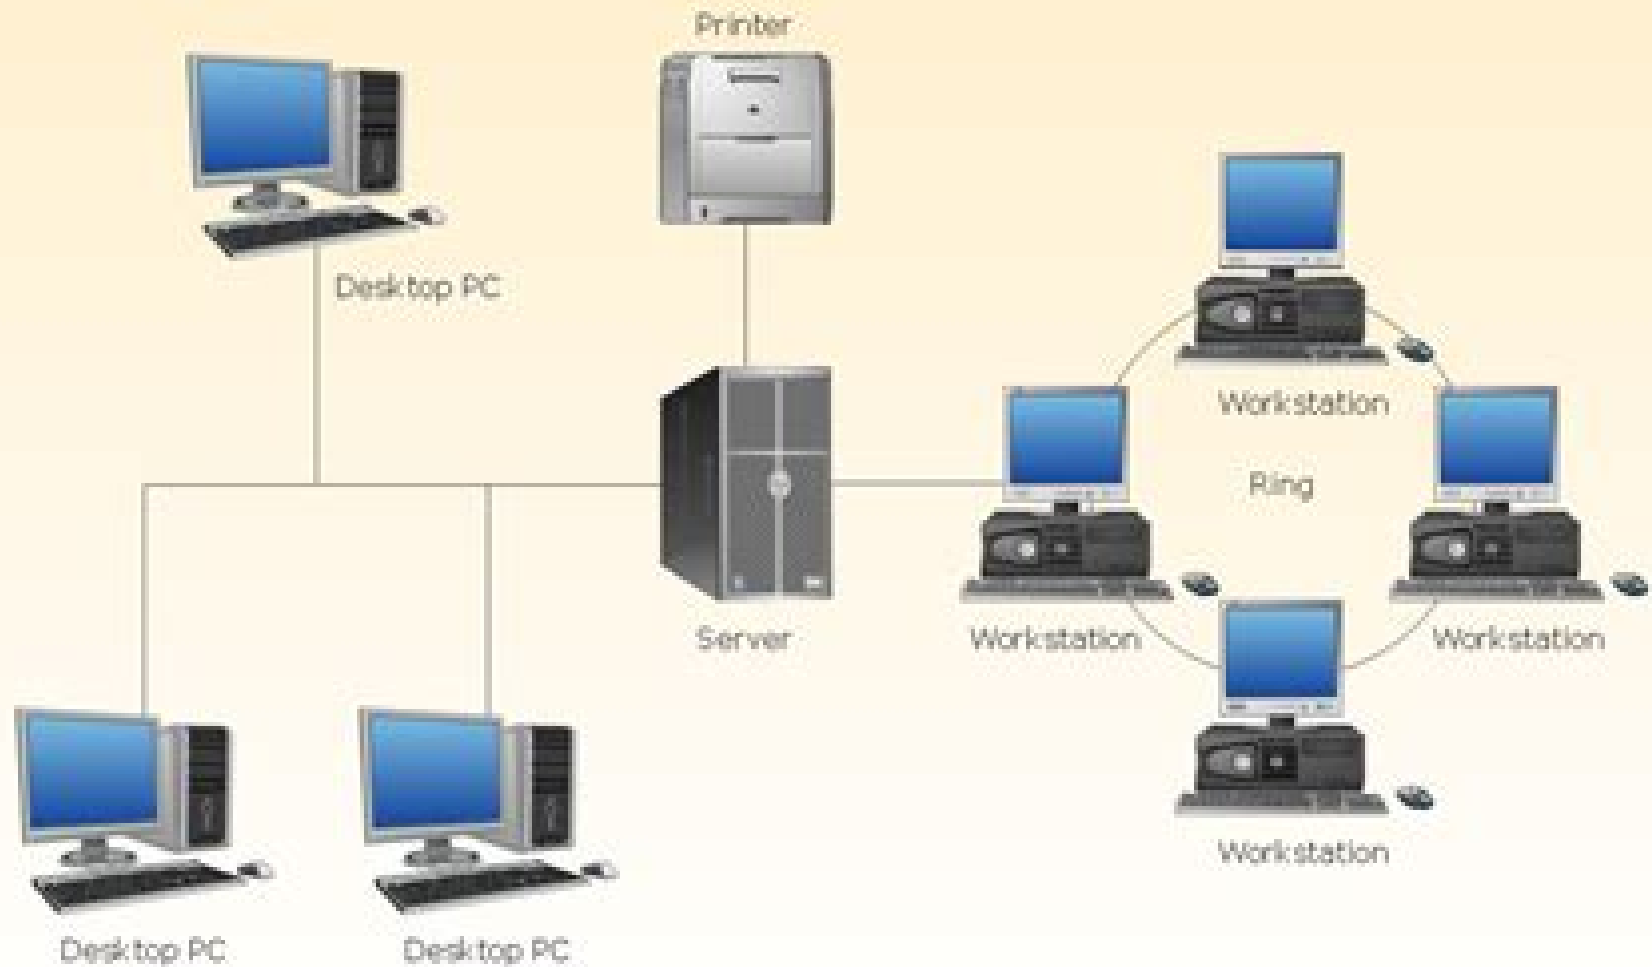 Printer
Desktop PC
Workstation
Ring
Server
Workstation
Workstation
Workstation
Desktop PC
Desktop PC